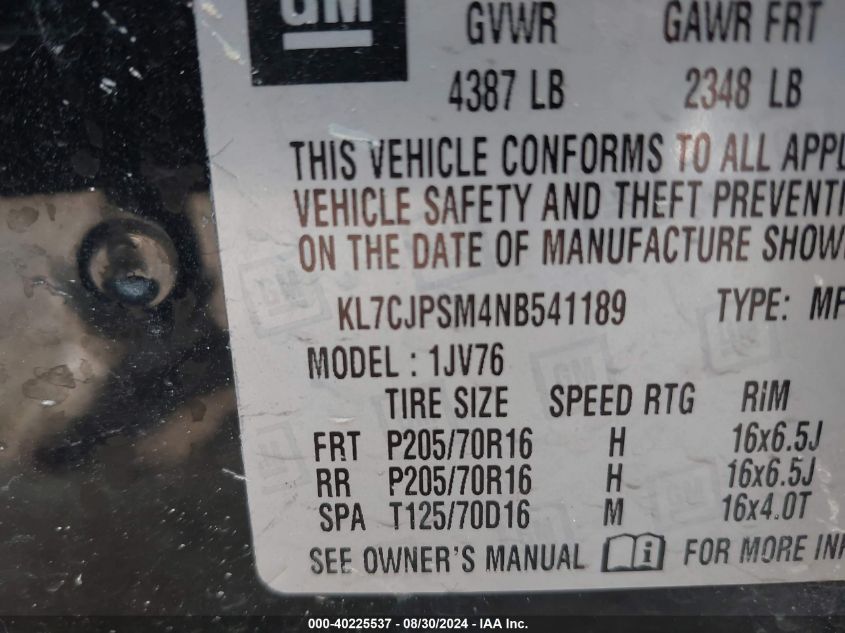 GM
GVWR GAWR FRT
4387 LB 2348 LB
THIS VEHICLE CONFORMS TO ALL APPL
VEHICLE SAFETY AND THEFT PREVENTI
ON THE DATE OF MANUFACTURE SHOW
KL7CJPSM4NB541189 TYPE: MP
MODEL : 1JV76
TIRE SIZE SPEED RTG RiM
FRT P205/70R16 H 16x6.5J
RR P205/70R16 H 16x6.5J
SPA T125/70D16 M 16x4.0T
SEE OWNER'S MANUAL i FOR MORE INF
000-40225537 - 08/30/2024 - IAA Inc.